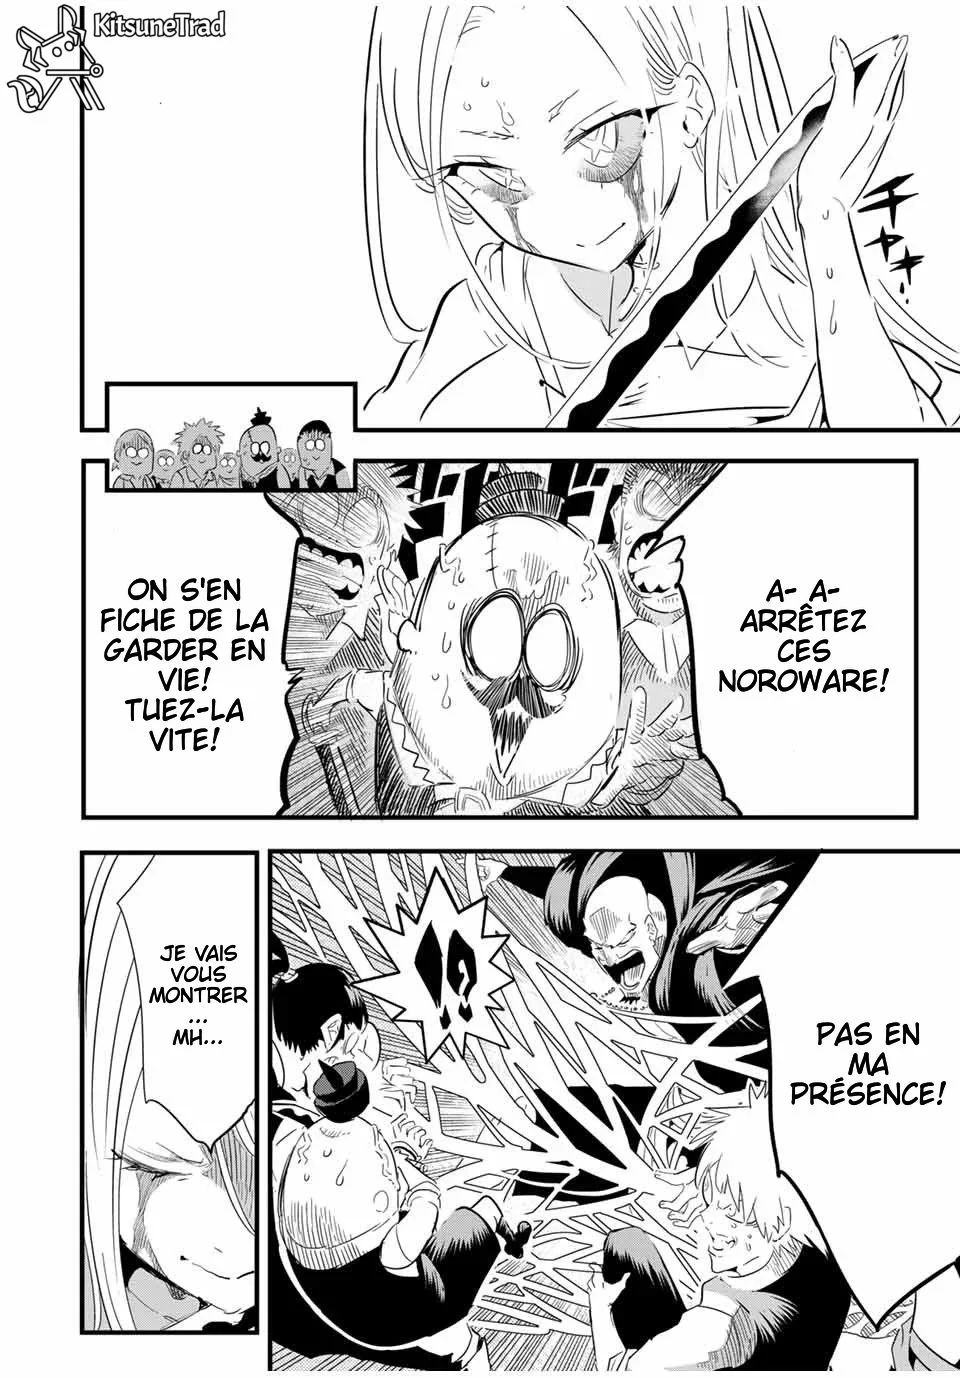 KitsuneTrad
チャキ…
A- A-
ARRÊTEZ
CES
NOROWARE!
ON S'EN
FICHE DE LA
GARDER EN
VIE!
TUEZ-LA
VITE!
!?
PAS EN
MA
PRÉSENCE!
JE VAIS
VOUS
MONTRER
...
MH...